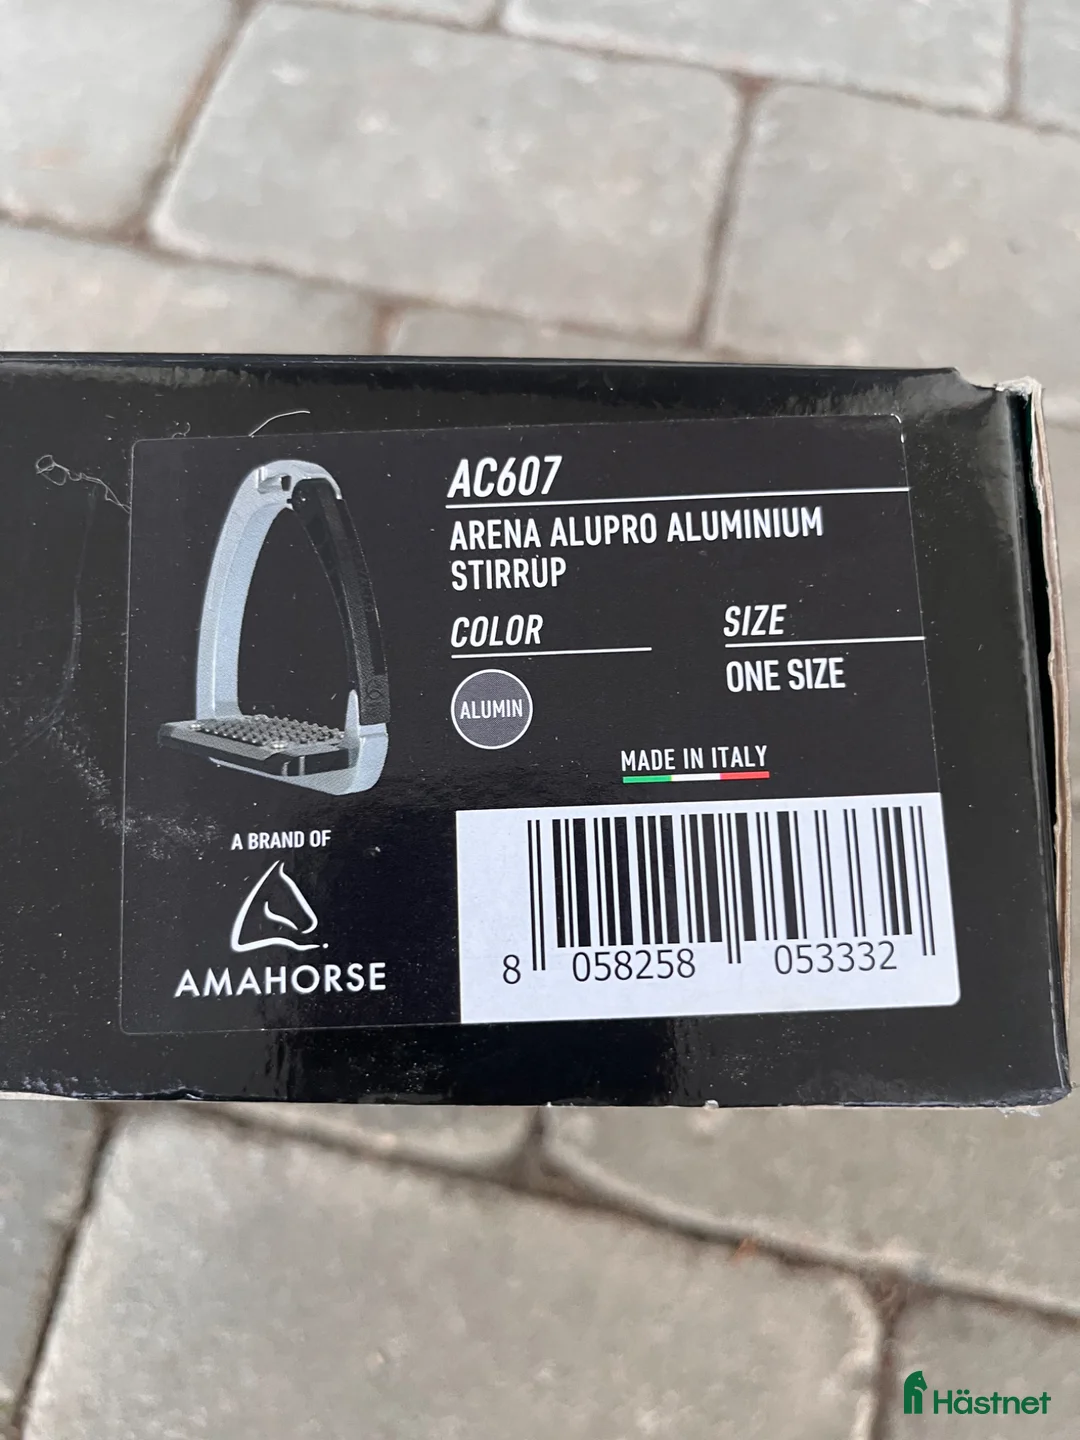 AC607
ARENA ALUPRO ALUMINIUM
STIRRUP
COLOR
SIZE
ALUMIN
ONE SIZE
MADE IN ITALY
A BRAND OF
AMAHORSE
8 058258 053332
Hästnet